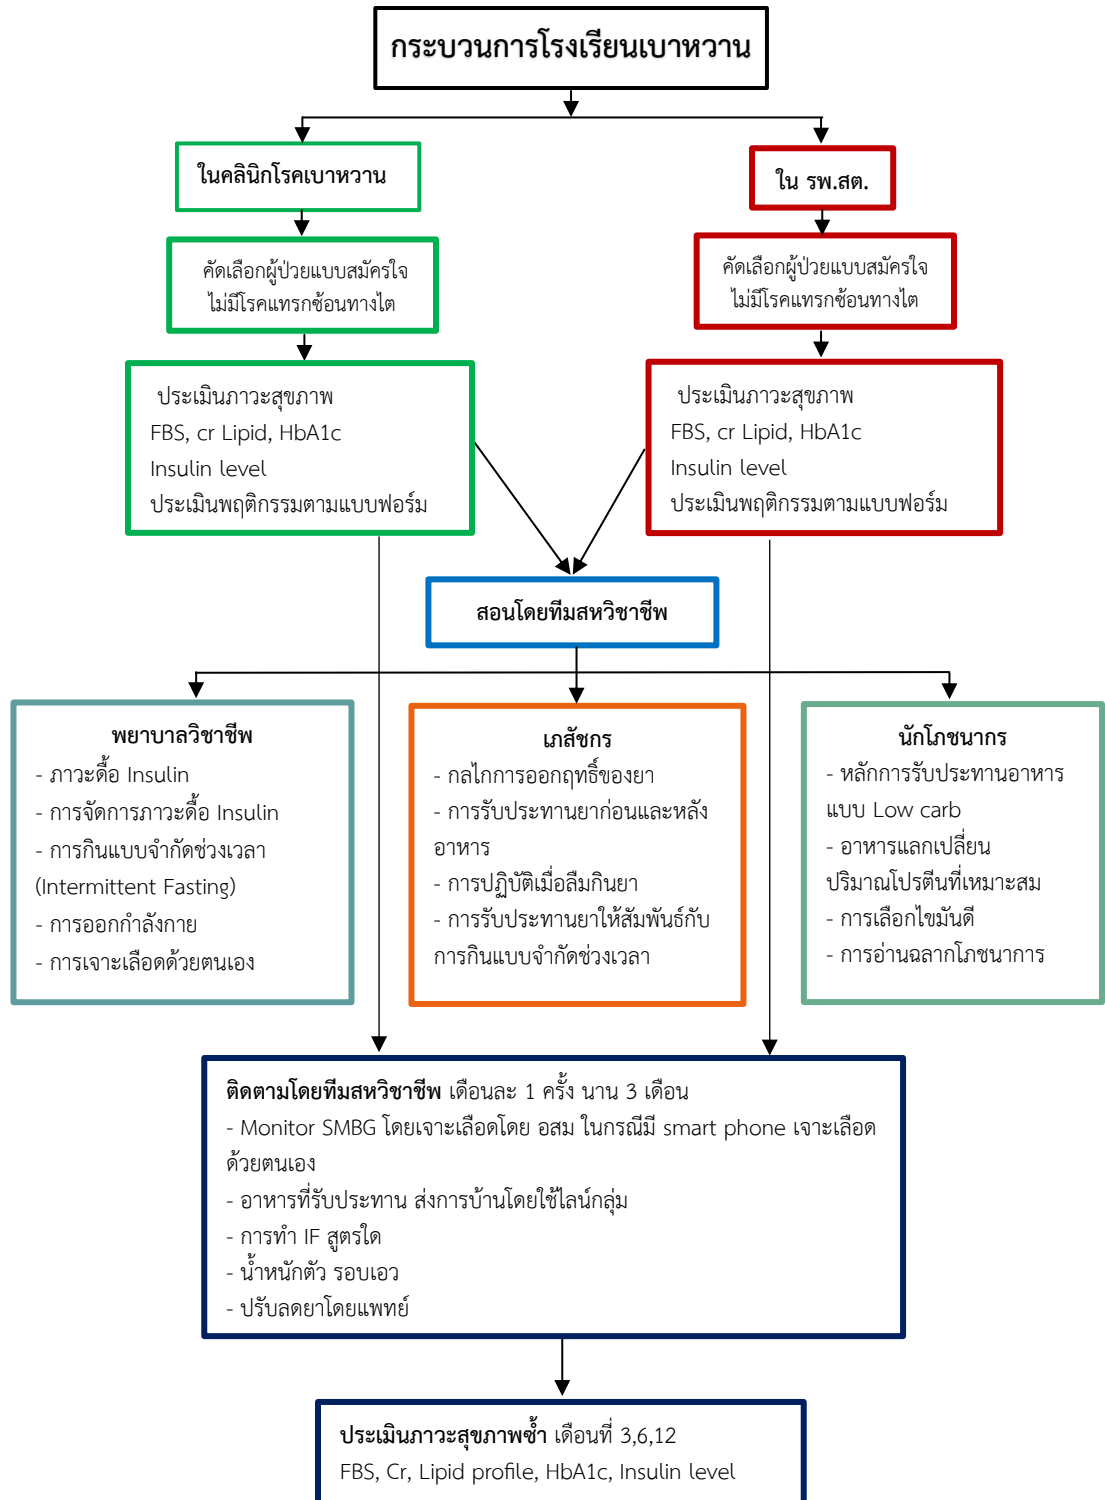 กระบวนการโรงเรียนเบาหวาน
ในคลินิกโรคเบาหวาน
ใน รพ.สต.
คัดเลือกผู้ป่วยแบบสมัครใจ
ไม่มีโรคแทรกซ้อนทางไต
คัดเลือกผู้ป่วยแบบสมัครใจ
ไม่มีโรคแทรกซ้อนทางไต
ประเมินภาวะสุขภาพ
FBS, cr Lipid, HbA1c
Insulin level
ประเมินพฤติกรรมตามแบบฟอร์ม
ประเมินภาวะสุขภาพ
FBS, cr Lipid, HbA1c
Insulin level
ประเมินพฤติกรรมตามแบบฟอร์ม
สอนโดยทีมสหวิชาชีพ
พยาบาลวิชาชีพ
- ภาวะดื้อ Insulin
- การจัดการภาวะดื้อ Insulin
- การกินแบบจำกัดช่วงเวลา
(Intermittent Fasting)
- การออกกำลังกาย
- การเจาะเลือดด้วยตนเอง
เภสัชกร
- กลไกการออกฤทธิ์ของยา
- การรับประทานยาก่อนและหลัง
อาหาร
- การปฏิบัติเมื่อลืมกินยา
- การรับประทานยาให้สัมพันธ์กับ
การกินแบบจำกัดช่วงเวลา
นักโภชนากร
- หลักการรับประทานอาหาร
แบบ Low carb
- อาหารแลกเปลี่ยน
ปริมาณโปรตีนที่เหมาะสม
- การเลือกไขมันดี
- การอ่านฉลากโภชนาการ
ติดตามโดยทีมสหวิชาชีพ เดือนละ 1 ครั้ง นาน 3 เดือน
- Monitor SMBG โดยเจาะเลือดโดย อสม ในกรณีมี smart phone เจาะเลือด
ด้วยตนเอง
- อาหารที่รับประทาน ส่งการบ้านโดยใช้ไลน์กลุ่ม
- การทำ IF สูตรใด
- น้ำหนักตัว รอบเอว
- ปรับลดยาโดยแพทย์
ประเมินภาวะสุขภาพซ้ำ เดือนที่ 3,6,12
FBS, Cr, Lipid profile, HbA1c, Insulin level